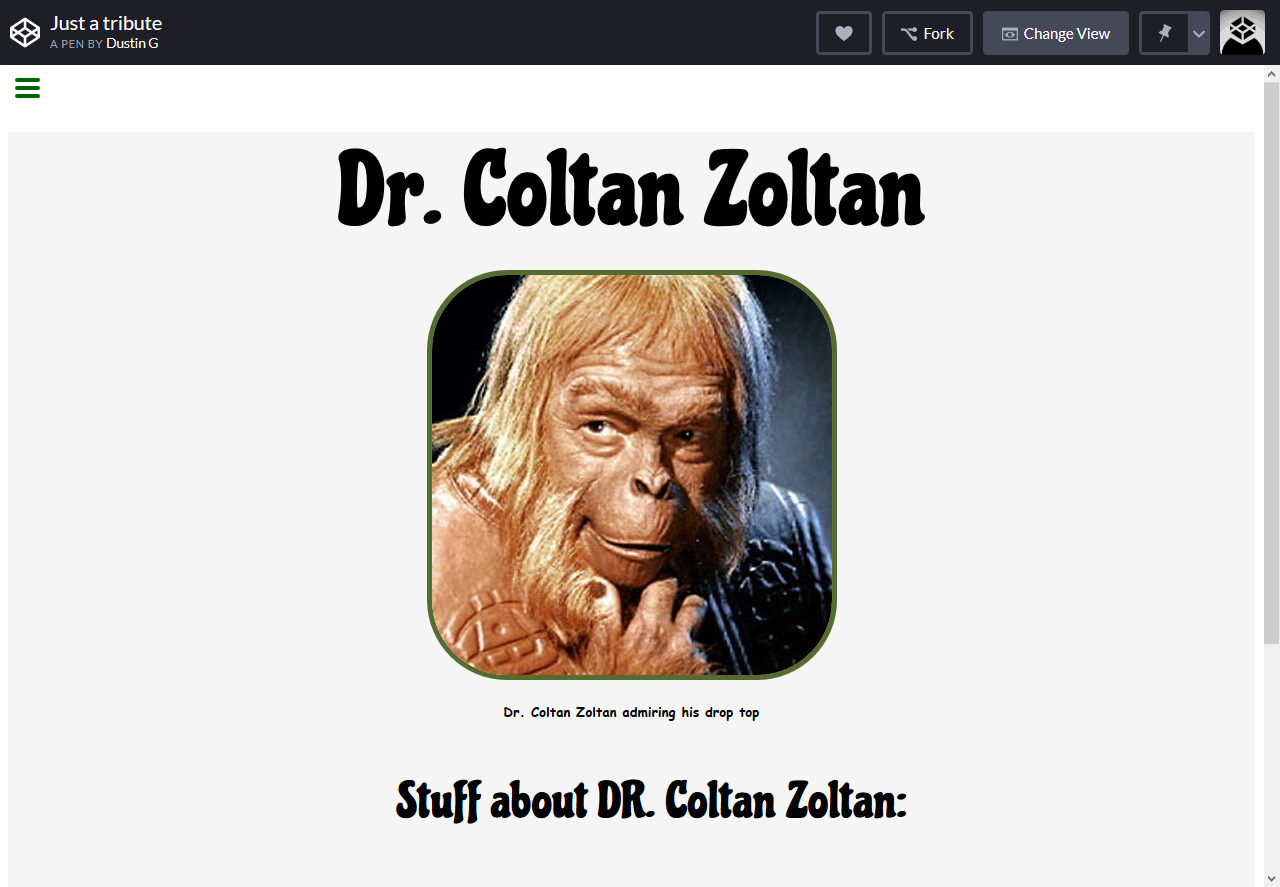 Just a tribute
A PEN BY Dustin G
Fork
Change View
Dr. Coltan Zoltan
Dr. Coltan Zoltan admiring his drop top
Stuff about DR. Coltan Zoltan: